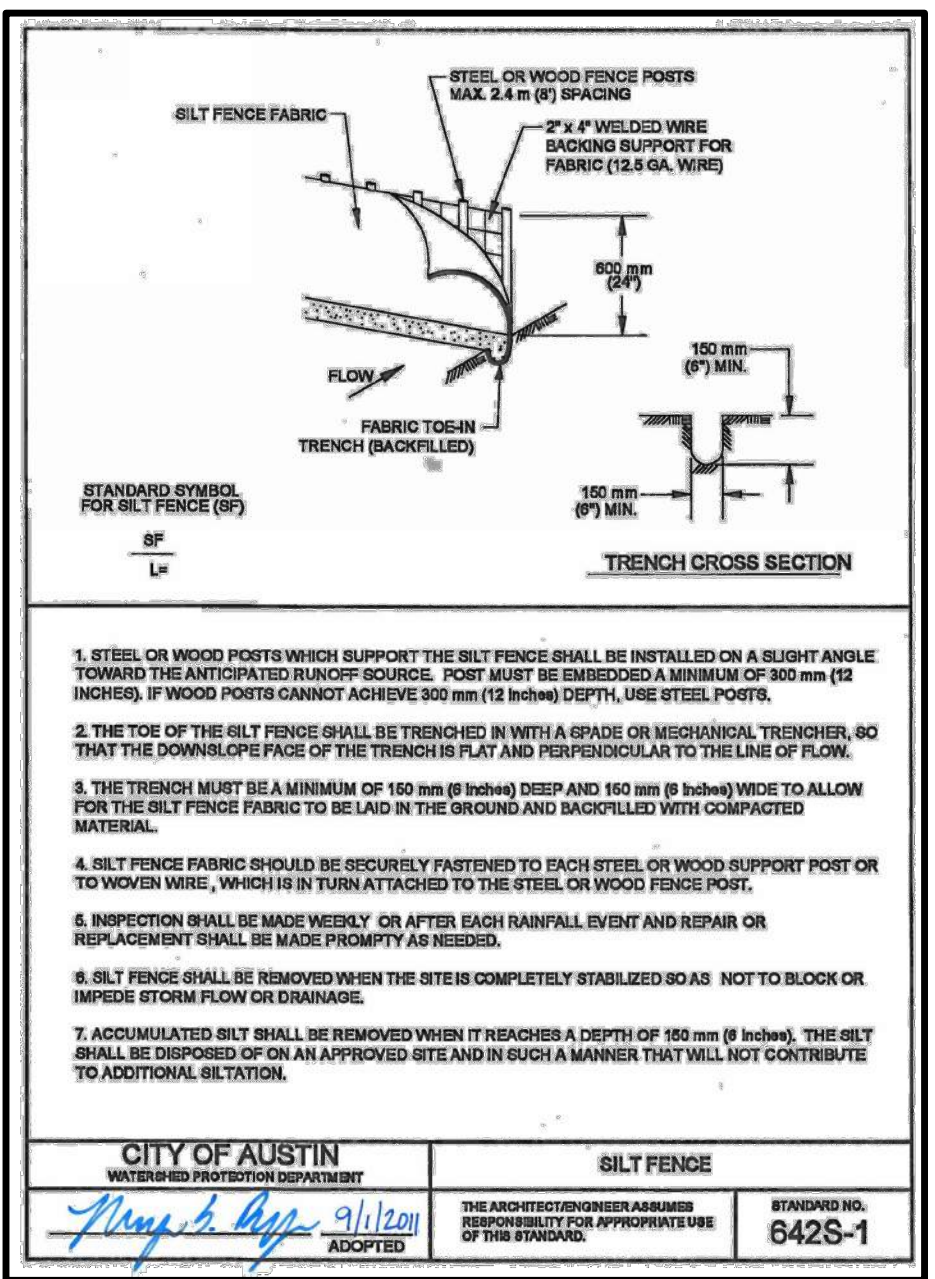 STEEL OR WOOD FENCE POSTS
MAX. 2.4 m (8') SPACING
SILT FENCE FABRIC
2" x 4" WELDED WIRE
BACKING SUPPORT FOR
FABRIC (12.5 GA. WIRE)
600 mm
(24")
150 mm
(6") MIN.
FLOW
FABRIC TOE-IN
TRENCH (BACKFILLED)
STANDARD SYMBOL
FOR SILT FENCE (SF)
SF
L=
150 mm
(6") MIN.
TRENCH CROSS SECTION
1. STEEL OR WOOD POSTS WHICH SUPPORT THE SILT FENCE SHALL BE INSTALLED ON A SLIGHT ANGLE
TOWARD THE ANTICIPATED RUNOFF SOURCE. POST MUST BE EMBEDDED A MINIMUM OF 300 mm (12
INCHES). IF WOOD POSTS CANNOT ACHIEVE 300 mm (12 inches) DEPTH, USE STEEL POSTS.
2. THE TOE OF THE SILT FENCE SHALL BE TRENCHED IN WITH A SPADE OR MECHANICAL TRENCHER, SO
THAT THE DOWNSLOPE FACE OF THE TRENCH IS FLAT AND PERPENDICULAR TO THE LINE OF FLOW.
3. THE TRENCH MUST BE A MINIMUM OF 150 mm (6 inches) DEEP AND 150 mm (6 inches) WIDE TO ALLOW
FOR THE SILT FENCE FABRIC TO BE LAID IN THE GROUND AND BACKFILLED WITH COMPACTED
MATERIAL.
4. SILT FENCE FABRIC SHOULD BE SECURELY FASTENED TO EACH STEEL OR WOOD SUPPORT POST OR
TO WOVEN WIRE , WHICH IS IN TURN ATTACHED TO THE STEEL OR WOOD FENCE POST.
5. INSPECTION SHALL BE MADE WEEKLY OR AFTER EACH RAINFALL EVENT AND REPAIR OR
REPLACEMENT SHALL BE MADE PROMPTY AS NEEDED.
6. SILT FENCE SHALL BE REMOVED WHEN THE SITE IS COMPLETELY STABILIZED SO AS NOT TO BLOCK OR
IMPEDE STORM FLOW OR DRAINAGE.
7. ACCUMULATED SILT SHALL BE REMOVED WHEN IT REACHES A DEPTH OF 150 mm (6 inches). THE SILT
SHALL BE DISPOSED OF ON AN APPROVED SITE AND IN SUCH A MANNER THAT WILL NOT CONTRIBUTE
TO ADDITIONAL SILTATION.
CITY OF AUSTIN
WATERSHED PROTECTION DEPARTMENT
SILT FENCE
9/1/2011
ADOPTED
THE ARCHITECT/ENGINEER ASSUMES
RESPONSIBILITY FOR APPROPRIATE USE
OF THIS STANDARD.
STANDARD NO.
642S-1